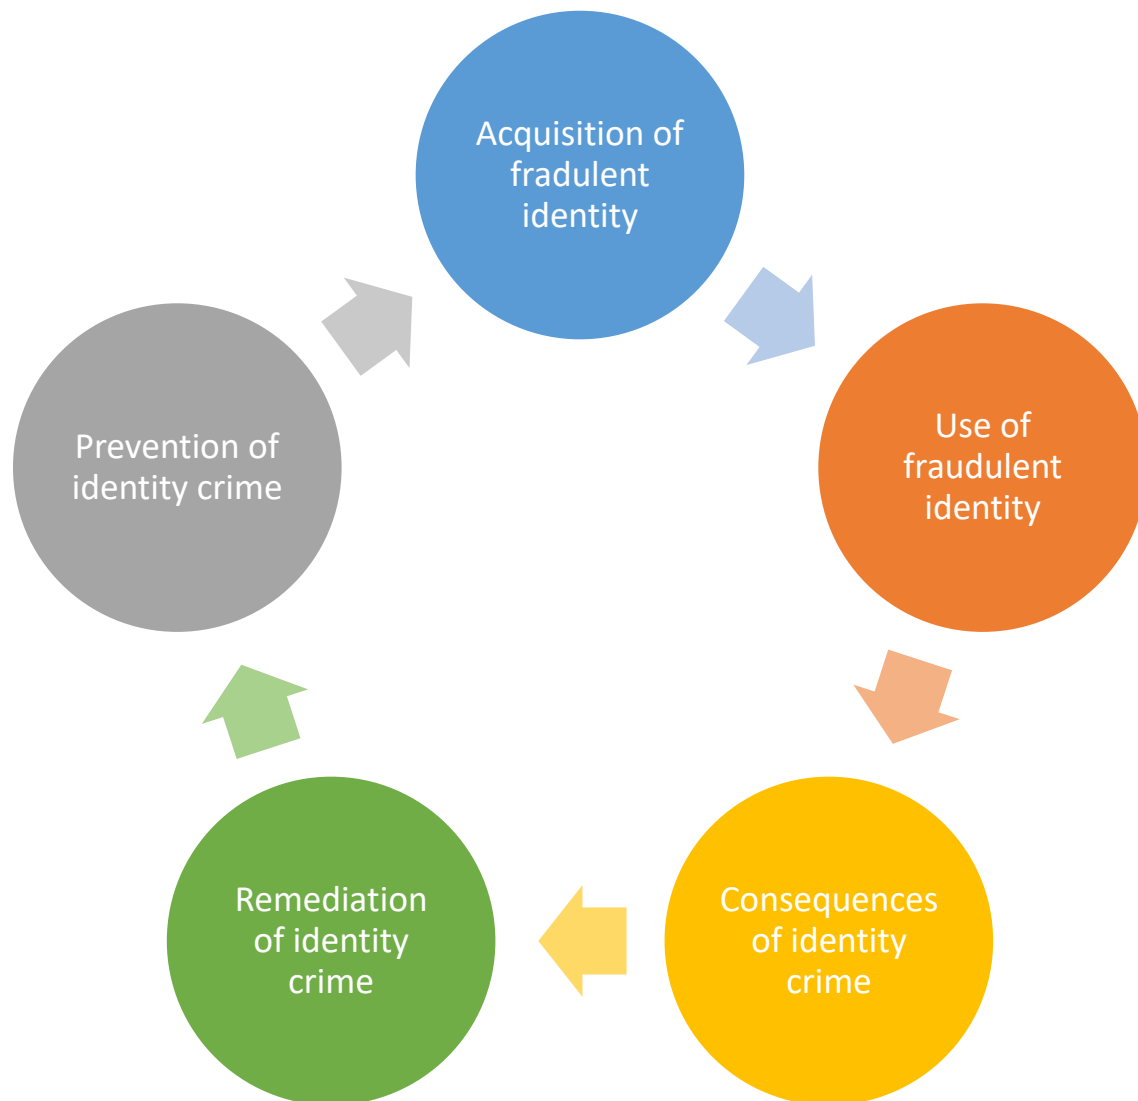 Acquisition of
fradulent
identity
Use of
fraudulent
identity
Consequences
of identity
crime
Remediation
of identity
crime
Prevention of
identity crime